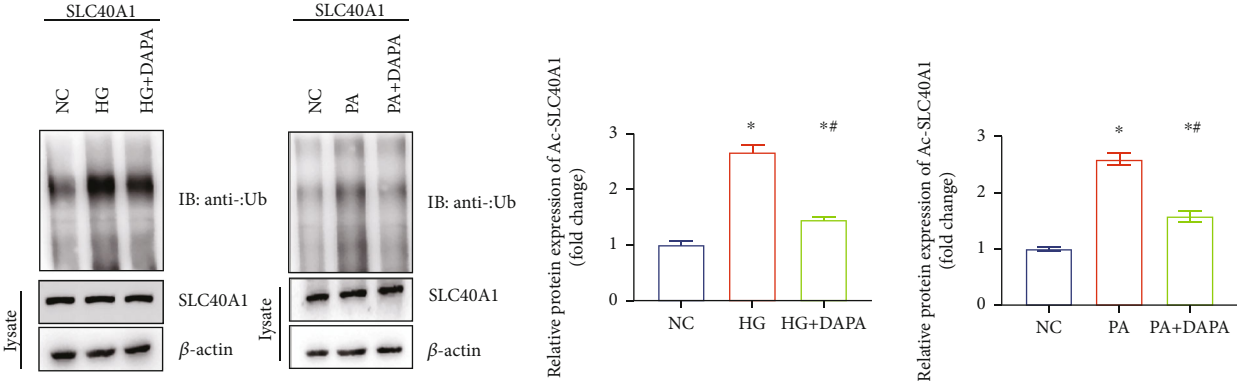 SLC40A1
NC
HG
HG+DAPA
IB: anti-:Ub
Lysate
SLC40A1
β-actin
SLC40A1
NC
PA
PA+DAPA
IB: anti-:Ub
Lysate
SLC40A1
β-actin
Relative protein expression of Ac-SLC40A1
(fold change)
3
2
1
0
*
*#
NC HG HG+DAPA
Relative protein expression of Ac-SLC40A1
(fold change)
3
2
1
0
*
*#
NC PA PA+DAPA